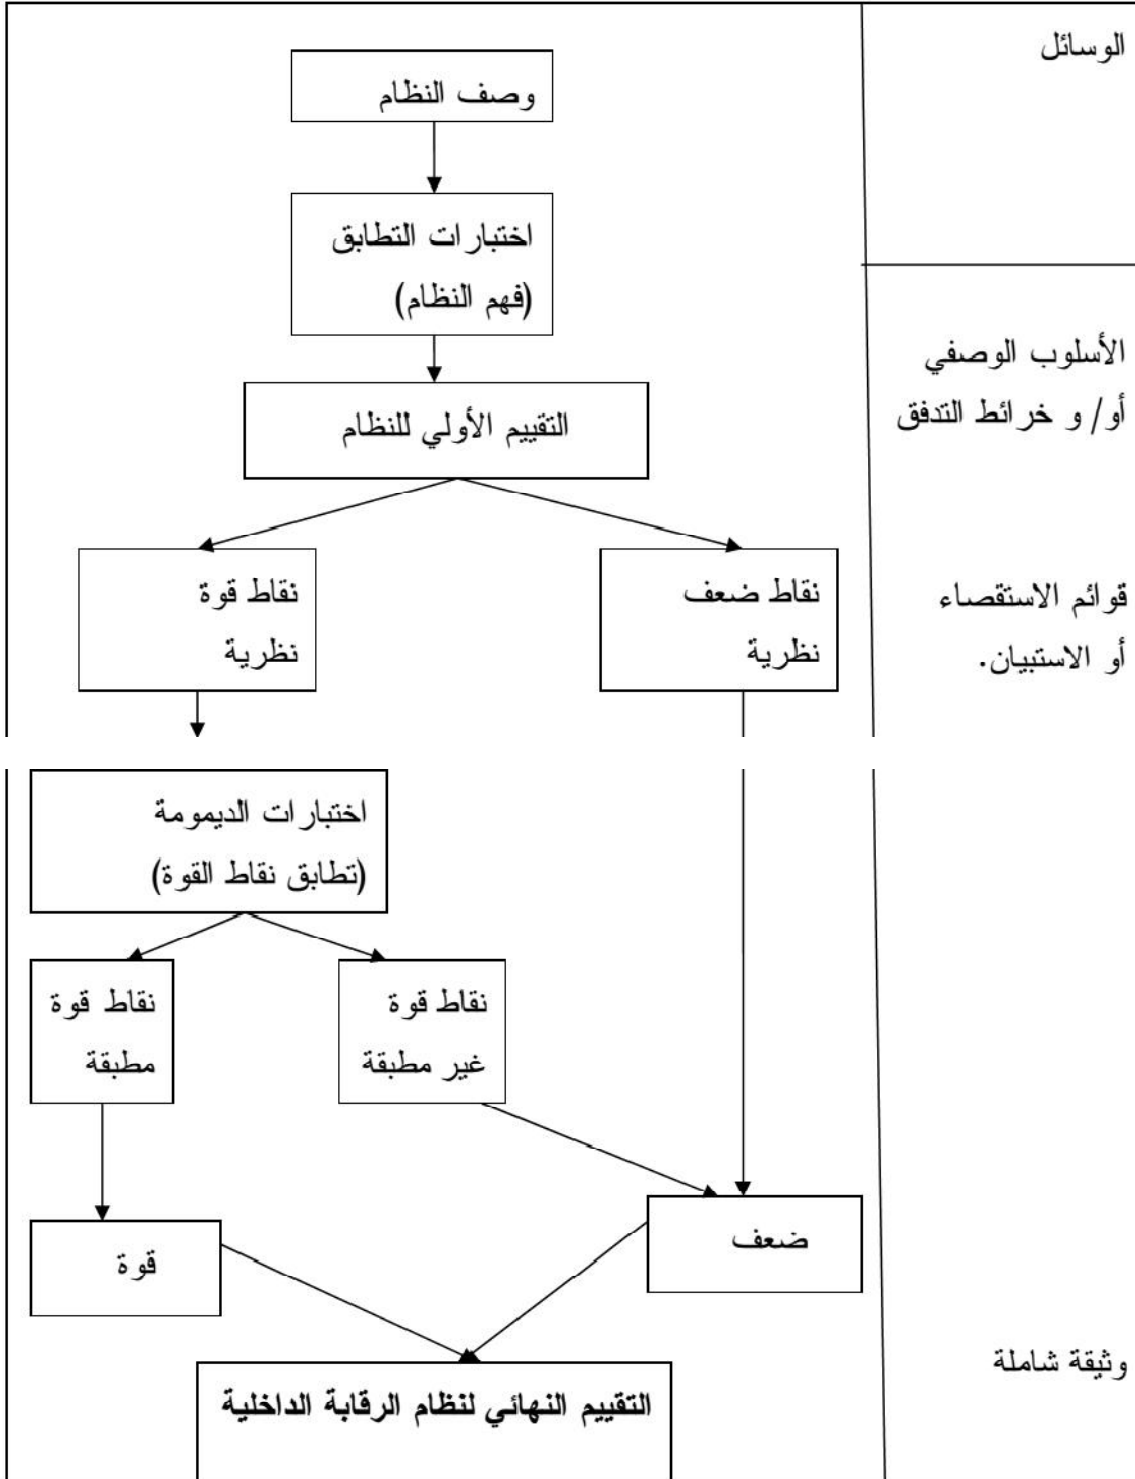 الوسائل
وصف النظام
اختبارات التطابق
(فهم النظام)
الأسلوب الوصفي
أو/ و خرائط التدفق
التقييم الأولي للنظام
قوائم الاستقصاء
أو الاستبيان.
نقاط ضعف
نظرية
نقاط قوة
نظرية
اختبارات الديمومة
(تطابق نقاط القوة)
نقاط قوة
غير مطبقة
نقاط قوة
مطبقة
ضعف
قوة
وثيقة شاملة
التقييم النهائي لنظام الرقابة الداخلية